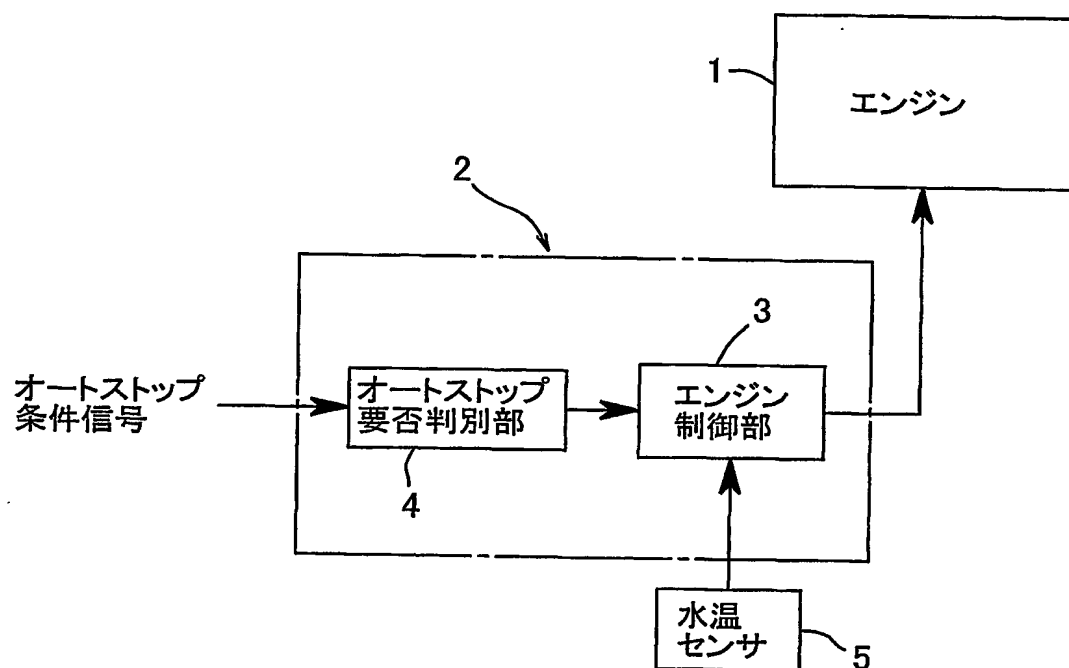 1
エンジン
2
3
オートストップ
条件信号
オートストップ
要否判別部
エンジン
制御部
4
水温
センサ
5